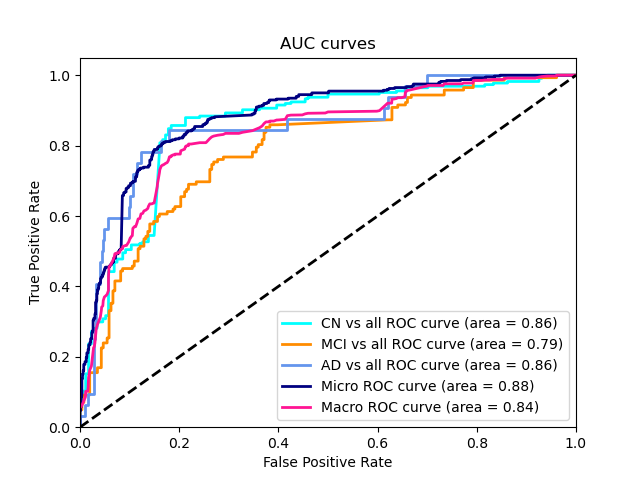 AUC curves
True Positive Rate
1.0
0.8
0.6
0.4
0.2
0.0
CN vs all ROC curve (area = 0.86)
MCI vs all ROC curve (area = 0.79)
AD vs all ROC curve (area = 0.86)
Micro ROC curve (area = 0.88)
Macro ROC curve (area = 0.84)
0.0 0.2 0.4 0.6 0.8 1.0
False Positive Rate